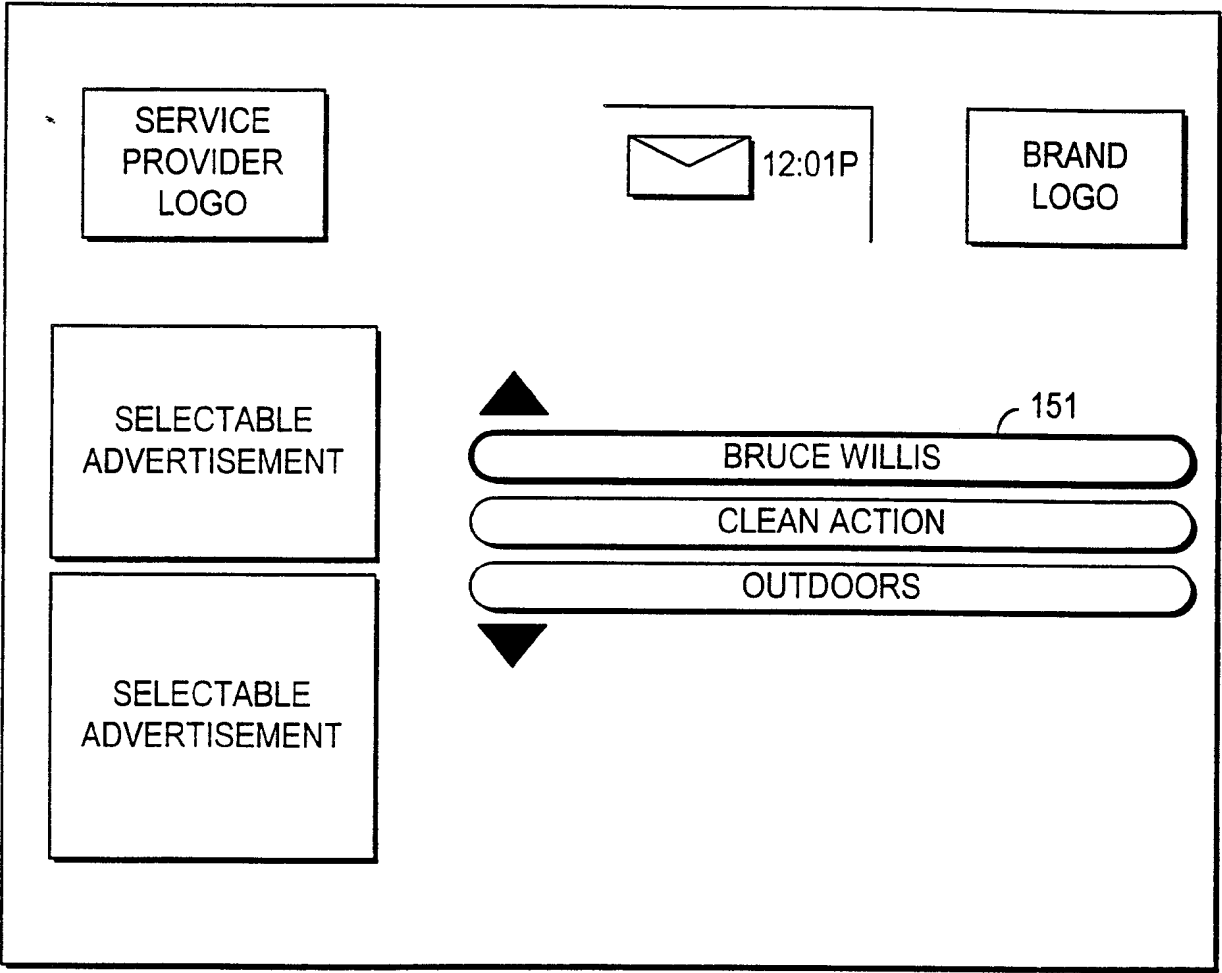 SERVICE
PROVIDER
LOGO
12:01P
BRAND
LOGO
SELECTABLE
ADVERTISEMENT
151
BRUCE WILLIS
CLEAN ACTION
OUTDOORS
SELECTABLE
ADVERTISEMENT